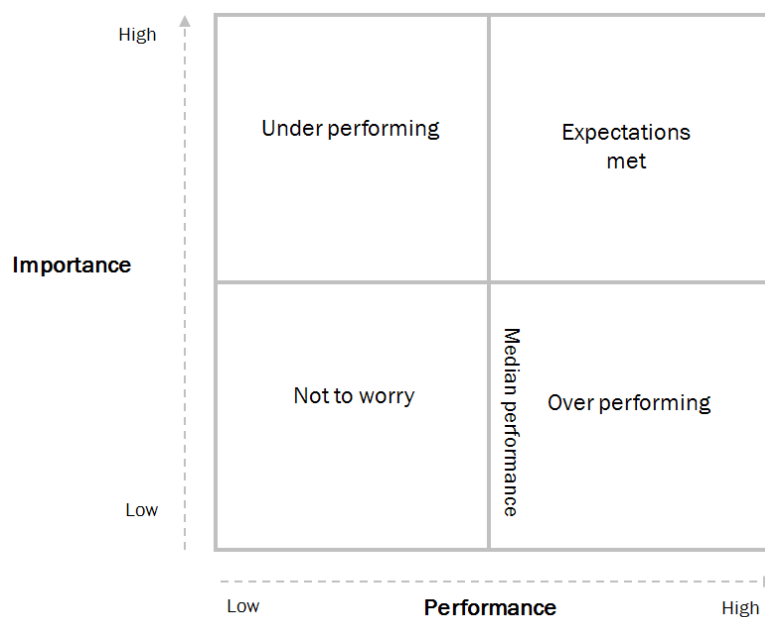 High
Under performing
Expectations
met
Importance
Not to worry
Median performance
Over performing
Low
Low
Performance
High